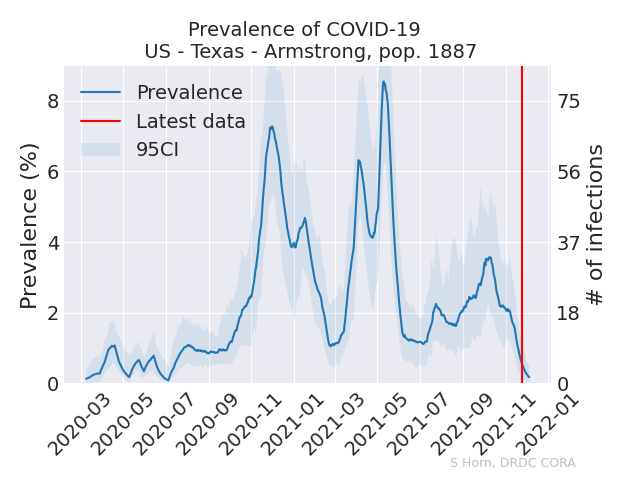 Prevalence of COVID-19
US - Texas - Armstrong, pop. 1887
Prevalence
Latest data
95CI
Prevalence (%)
8
6
4
2
0
# of infections
75
56
37
18
0
2020-03
2020-05
2020-07
2020-09
2020-11
2021-01
2021-03
2021-05
2021-07
2021-09
2021-11
2022-01
S Horn, DRDC CORA